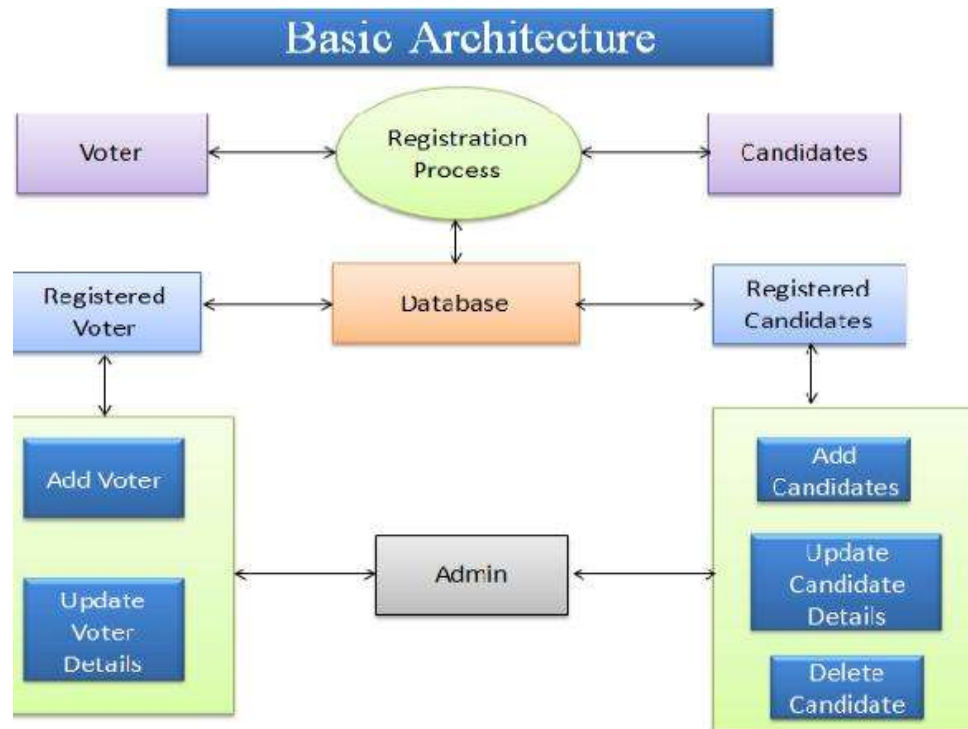 Basic Architecture
Voter
Registration
Process
Candidates
Registered
Voter
Database
Registered
Candidates
Add Voter
Update
Voter
Details
Admin
Add
Candidates
Update
Candidate
Details
Delete
Candidate